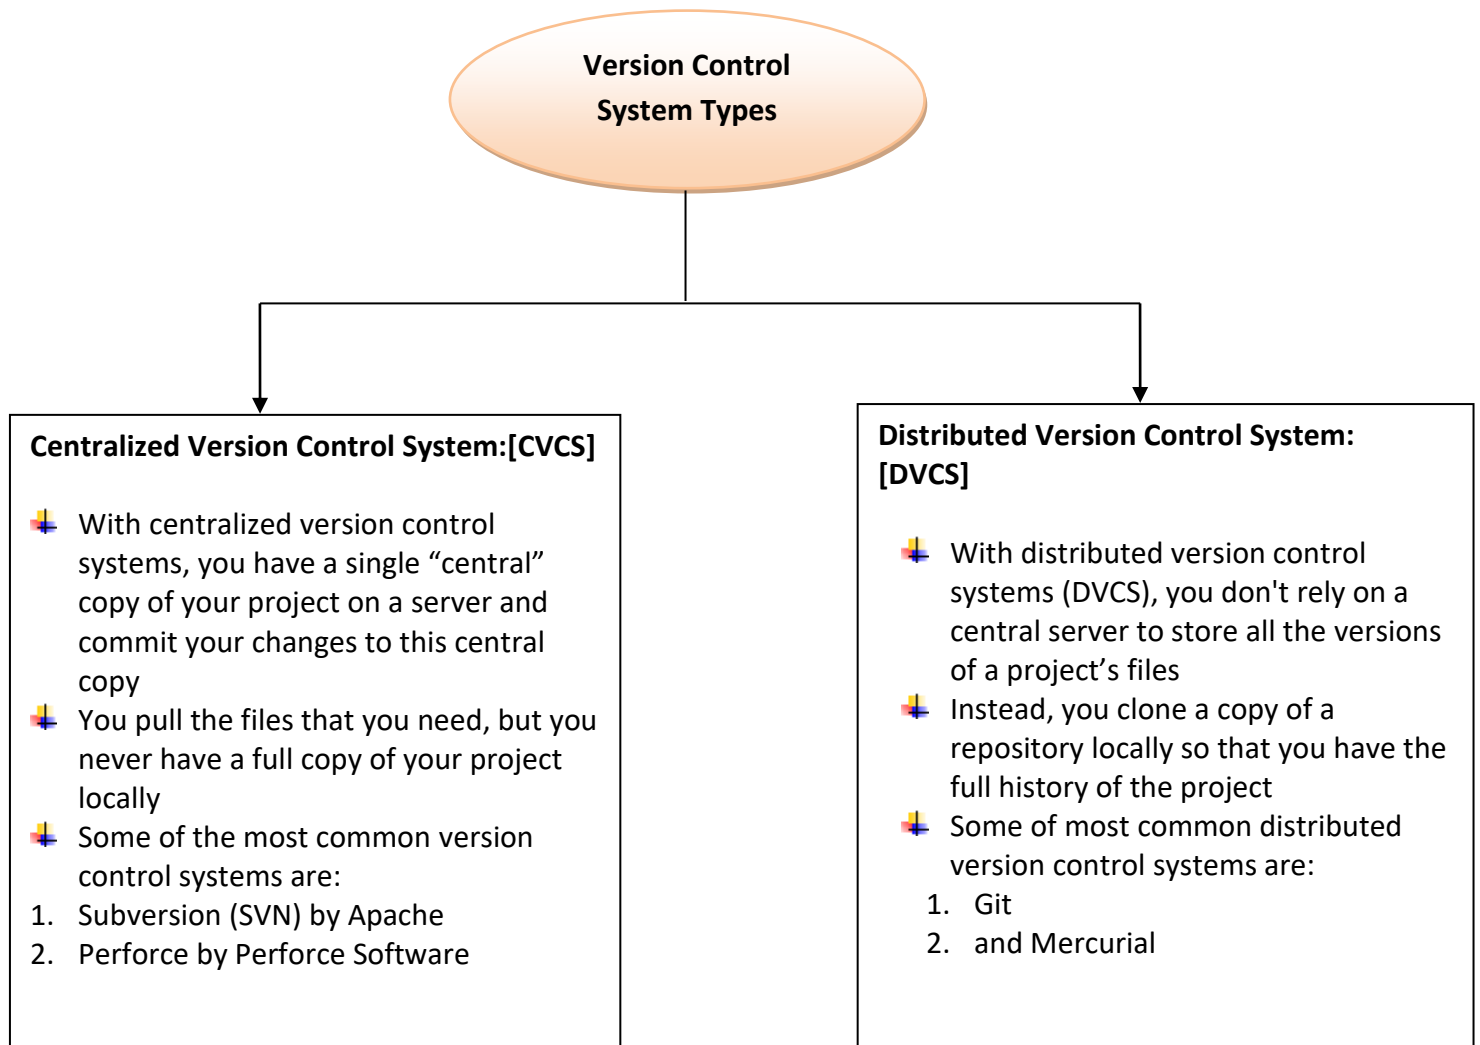 Version Control
System Types
Centralized Version Control System:[CVCS]
With centralized version control
systems, you have a single “central”
copy of your project on a server and
commit your changes to this central
copy
You pull the files that you need, but you
never have a full copy of your project
locally
Some of the most common version
control systems are:
1. Subversion (SVN) by Apache
2. Perforce by Perforce Software
Distributed Version Control System:
[DVCS]
With distributed version control
systems (DVCS), you don't rely on a
central server to store all the versions
of a project’s files
Instead, you clone a copy of a
repository locally so that you have the
full history of the project
Some of most common distributed
version control systems are:
1. Git
2. and Mercurial